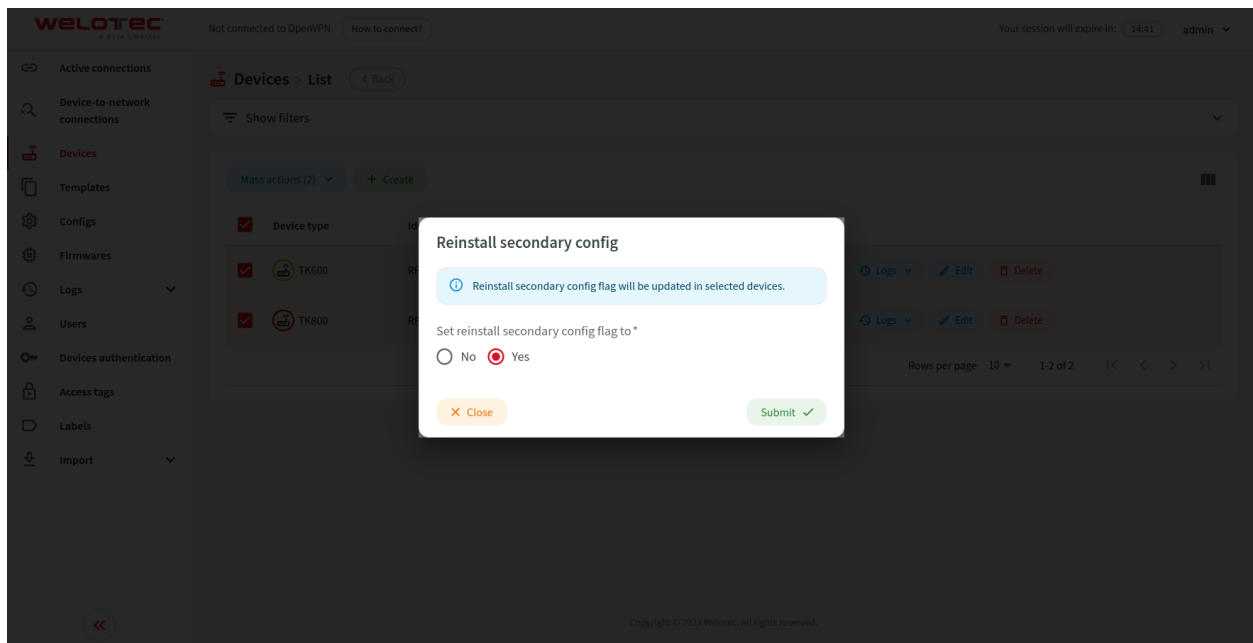 welotec
a byte smarter
Not connected to OpenVPN How to connect? Your session will expire in: 14:41 admin
Active connections
Devices > List < Back
Device-to-network
connections
Show filters
Devices
Mass actions (2) + Create
Templates
Configs
Device type
Firmwares
TK600 Logs Edit Delete
Logs
Users
TK800 Logs Edit Delete
Devices authentication
Rows per page 10 1-2 of 2
Access tags
Labels
Import
Reinstall secondary config
Reinstall secondary config flag will be updated in selected devices.
Set reinstall secondary config flag to*
No Yes
Close Submit
Copyright © 2023 Welotec. All rights reserved.